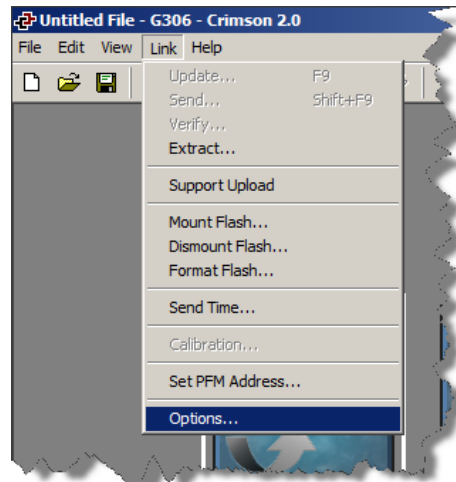 Untitled File - G306 - Crimson 2.0
File Edit View Link Help
Update... F9
Send... Shift+F9
Verify...
Extract...
Support Upload
Mount Flash...
Dismount Flash...
Format Flash...
Send Time...
Calibration...
Set PFM Address...
Options...